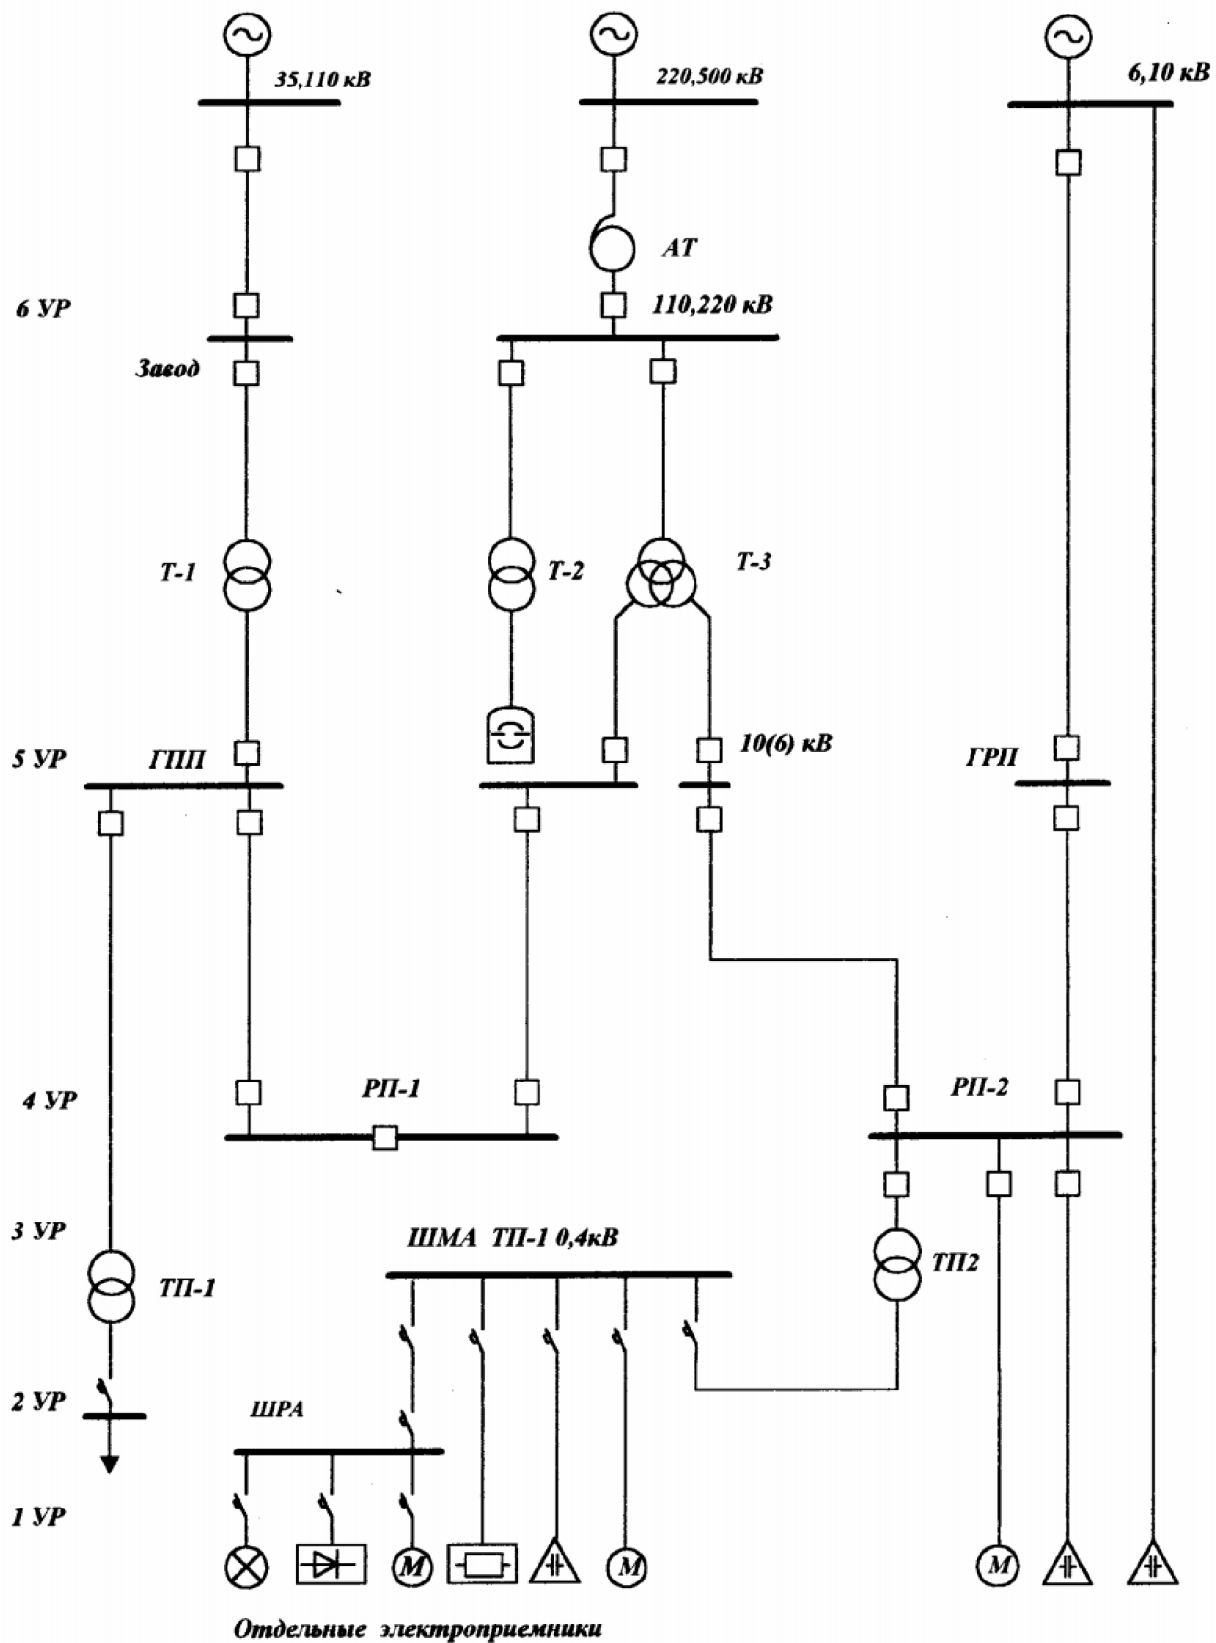 35,110 кВ
220,500 кВ
6,10 кВ
АТ
6 УР
110,220 кВ
Завод
Т-1
Т-2
Т-3
5 УР
ГПП
10(6) кВ
ГРП
4 УР
РП-1
РП-2
3 УР
ШМА ТП-1 0,4кВ
ТП2
ТП-1
2 УР
ШРА
1 УР
М
М
М
Отдельные электроприемники